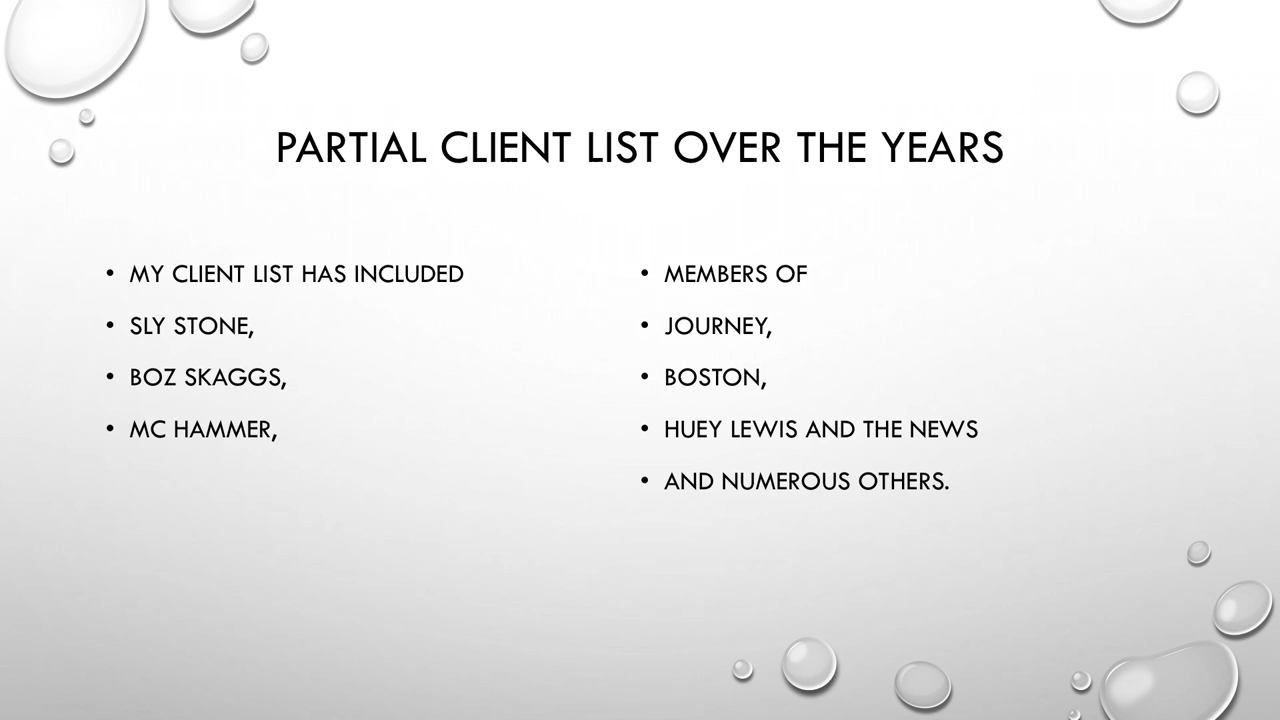 PARTIAL CLIENT LIST OVER THE YEARS
• MY CLIENT LIST HAS INCLUDED
• SLY STONE,
• BOZ SKAGGS,
• MC HAMMER,
• MEMBERS OF
• JOURNEY,
• BOSTON,
• HUEY LEWIS AND THE NEWS
• AND NUMEROUS OTHERS.